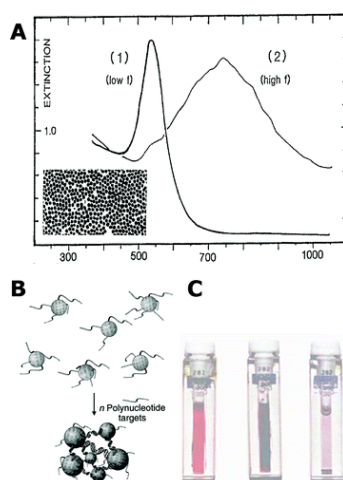 A
EXTINCTION
(1)
(low f)
(2)
(high f)
1.0
300 500 700 1000
B
n Polynucleotide
targets
C